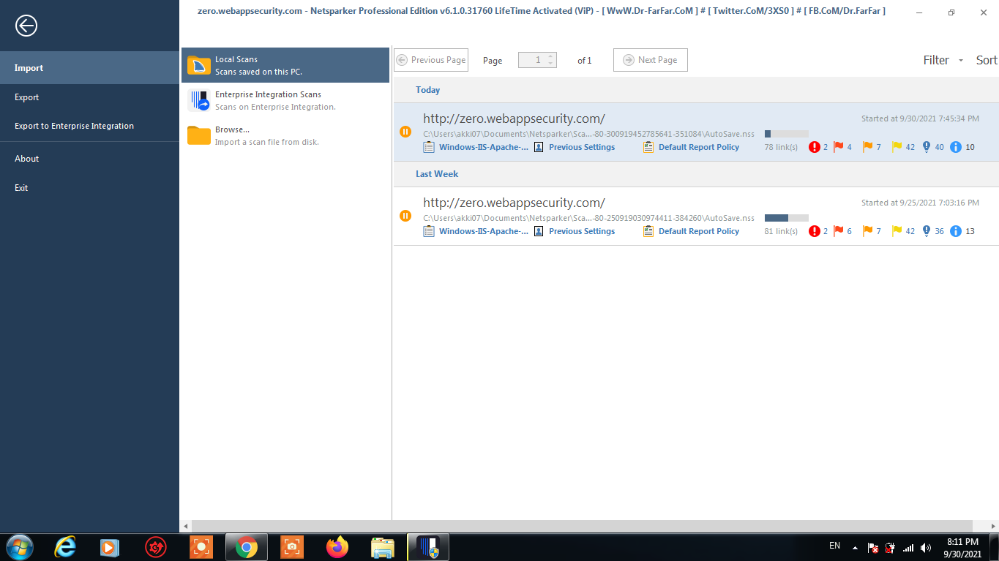 zero.webappsecurity.com - Netsparker Professional Edition v6.1.0.31760 LifeTime Activated (ViP) - [ WwW.Dr-FarFar.CoM ] # [ Twitter.CoM/3XS0 ] # [ FB.CoM/Dr.FarFar ]
Import
Export
Export to Enterprise Integration
About
Exit
Local Scans
Scans saved on this PC.
Enterprise Integration Scans
Scans on Enterprise Integration.
Browse...
Import a scan file from disk.
Previous Page Page 1 of 1 Next Page Filter Sort
Today
http://zero.webappsecurity.com/ Started at 9/30/2021 7:45:34 PM
C:\Users\akki07\Documents\Netsparker\Sca...-80-300919452785641-351084\AutoSave.nss
Windows-IIS-Apache-... Previous Settings Default Report Policy 78 link(s) 2 4 7 42 40 10
Last Week
http://zero.webappsecurity.com/ Started at 9/25/2021 7:03:16 PM
C:\Users\akki07\Documents\Netsparker\Sca...-80-250919030974411-384260\AutoSave.nss
Windows-IIS-Apache-... Previous Settings Default Report Policy 81 link(s) 2 6 7 42 36 13
EN
8:11 PM
9/30/2021